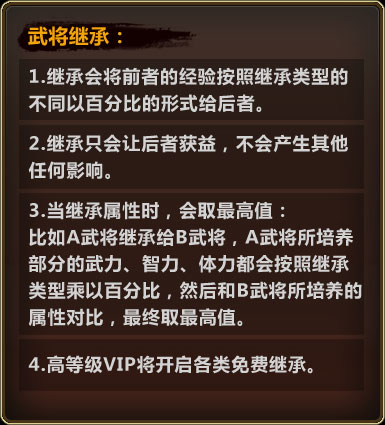 武将继承：
1.继承会将前者的经验按照继承类型的
不同以百分比的形式给后者。
2.继承只会让后者获益，不会产生其他
任何影响。
3.当继承属性时，会取最高值：
比如A武将继承给B武将，A武将所培养
部分的武力、智力、体力都会按照继承
类型乘以百分比，然后和B武将所培养的
属性对比，最终取最高值。
4.高等级VIP将开启各类免费继承。